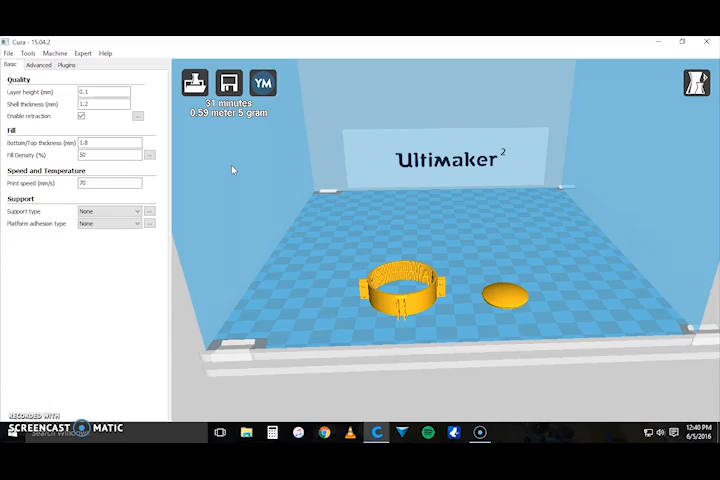 Cura - 15.04.2
File Tools Machine Expert Help
Basic Advanced Plugins
Quality
Layer height (mm) 0.1
Shell thickness (mm) 1.2
Enable retraction ...
Fill
Bottom/Top thickness (mm) 1.8
Fill Density (%) 50 ...
Speed and Temperature
Print speed (mm/s) 70
Support
Support type None ...
Platform adhesion type None ...
YM
31 minutes
0.59 meter 5 gram
Ultimaker 2
RECORDED WITH
SCREENCAST MATIC
Search Windows
12:40 PM
6/5/2016